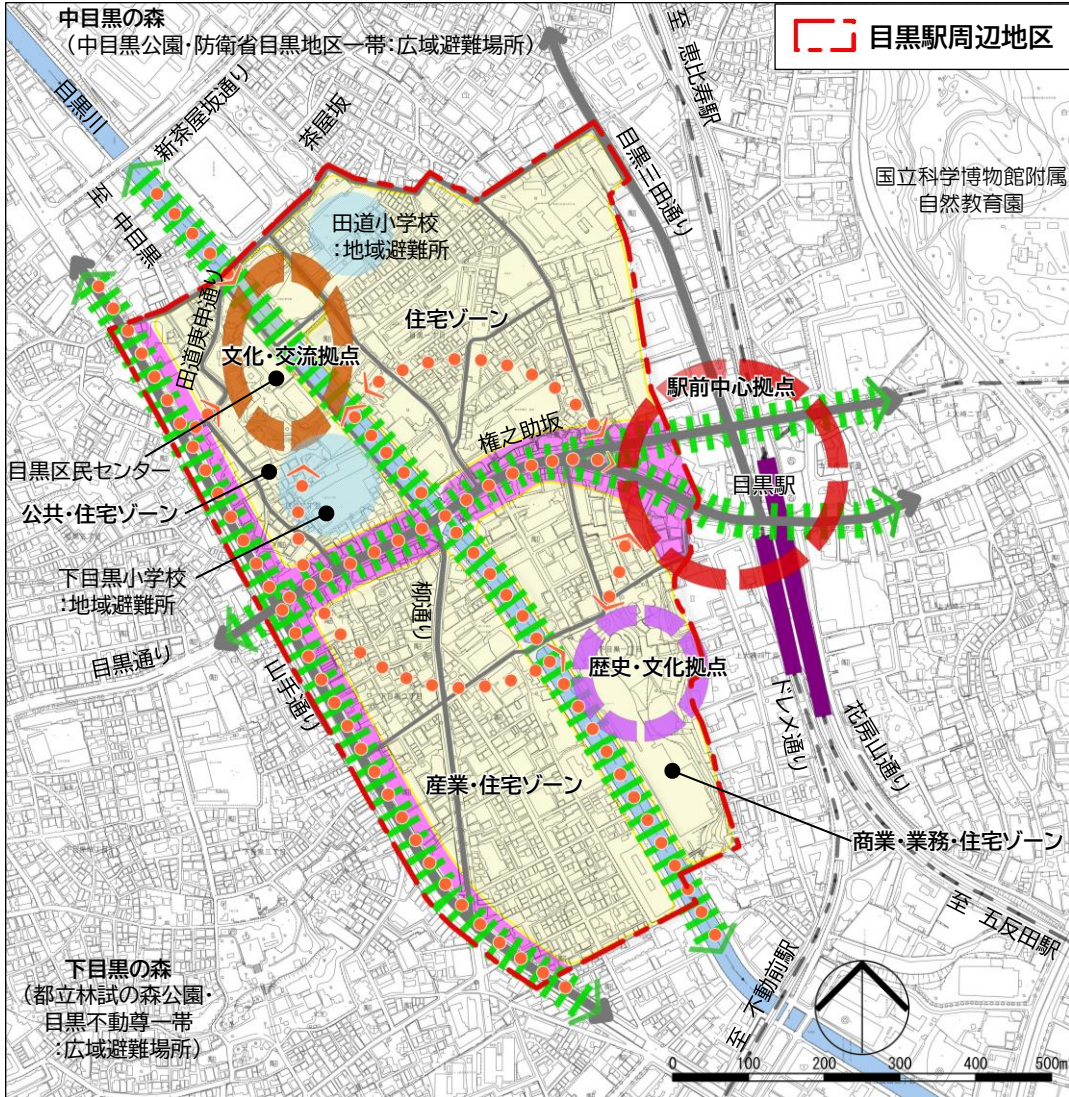 中目黒の森
(中目黒公園・防衛省目黒地区一帯:広域避難場所)
目黒駅周辺地区
至 恵比寿駅
目黒川
新茶屋坂通り
茶屋坂
目黒三田通り
国立科学博物館附属
自然教育園
至 中目黒
田道小学校
:地域避難所
田道庚申通り
住宅ゾーン
文化・交流拠点
駅前中心拠点
権之助坂
目黒区民センター
目黒駅
公共・住宅ゾーン
下目黒小学校
:地域避難所
柳通り
目黒通り
山手通り
歴史・文化拠点
ドレメ通り
花房山通り
産業・住宅ゾーン
商業・業務・住宅ゾーン
至 五反田駅
下目黒の森
(都立林試の森公園・
目黒不動尊一帯
:広域避難場所)
至 不動前駅
0 100 200 300 400 500m